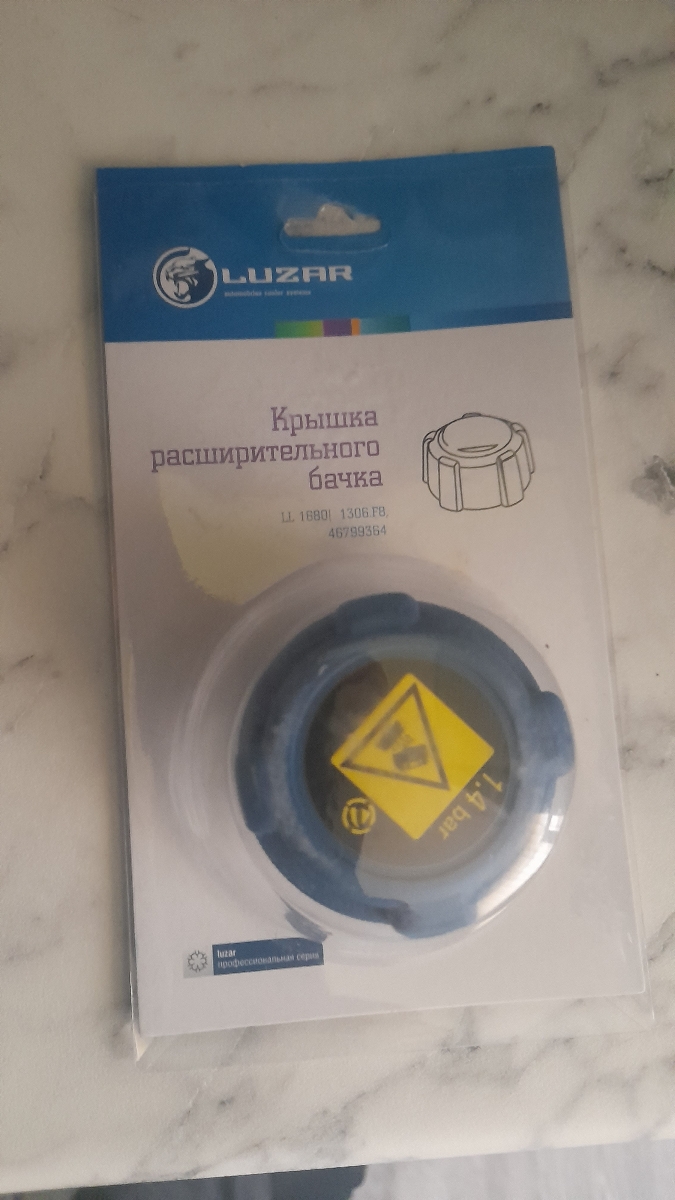 LUZAR
Крышка
расширительного
бачка
LL 1680| 1306.F8,
46799364
1,4 bar
luzar
профессиональная серия